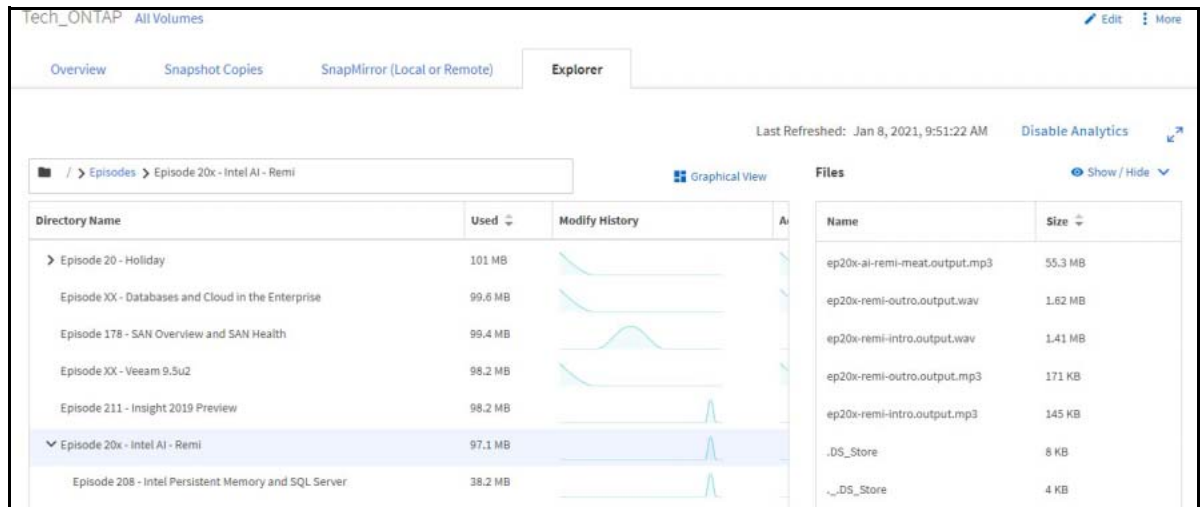 Tech_ONTAP All Volumes
Edit More
Overview Snapshot Copies SnapMirror (Local or Remote) Explorer
Last Refreshed: Jan 8, 2021, 9:51:22 AM Disable Analytics
/ > Episodes > Episode 20x - Intel AI - Remi
Graphical View
Files
Show / Hide
Directory Name Used Modify History
Name Size
Episode 20 - Holiday 101 MB
Episode XX - Databases and Cloud in the Enterprise 99.6 MB
Episode 178 - SAN Overview and SAN Health 99.4 MB
Episode XX - Veeam 9.5u2 98.2 MB
Episode 211 - Insight 2019 Preview 98.2 MB
Episode 20x - Intel AI - Remi 97.1 MB
Episode 208 - Intel Persistent Memory and SQL Server 38.2 MB
ep20x-ai-remi-meat.output.mp3 55.3 MB
ep20x-remi-outro.output.wav 1.62 MB
ep20x-remi-intro.output.wav 1.41 MB
ep20x-remi-outro.output.mp3 171 KB
ep20x-remi-intro.output.mp3 145 KB
.DS_Store 8 KB
._.DS_Store 4 KB